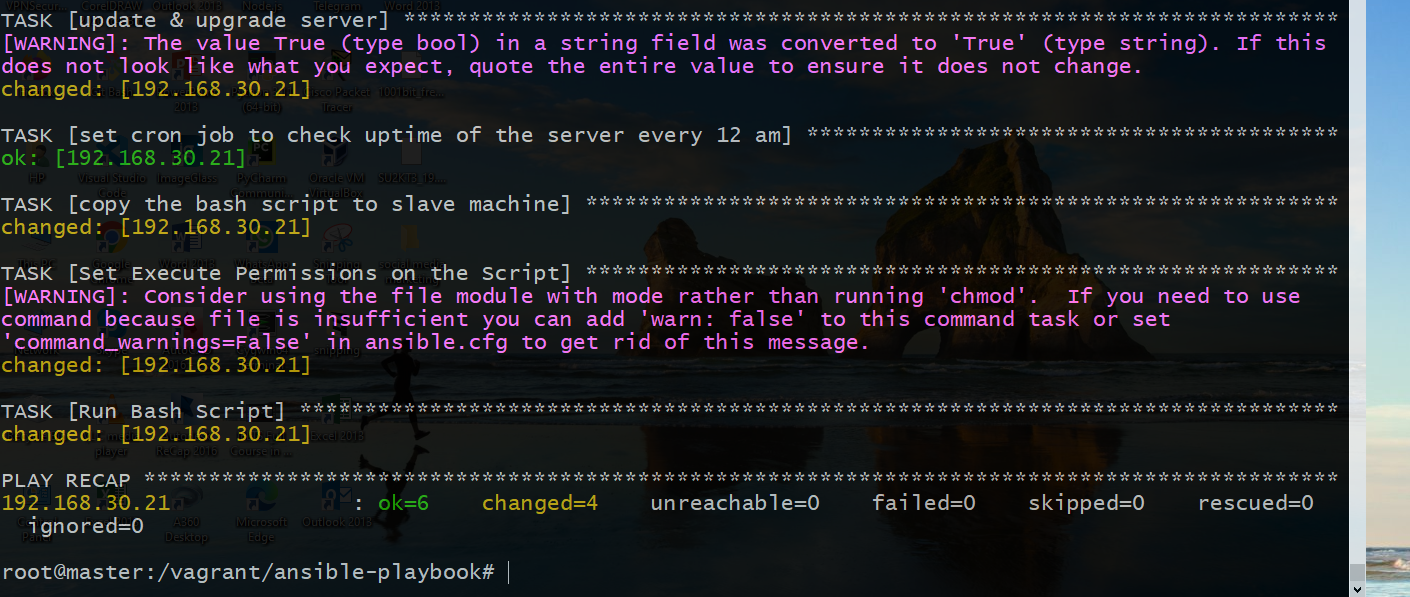 TASK [update & upgrade server] ************************************************************************
[WARNING]: The value True (type bool) in a string field was converted to 'True' (type string). If this
does not look like what you expect, quote the entire value to ensure it does not change.
changed: [192.168.30.21]
TASK [set cron job to check uptime of the server every 12 am] *****************************************
ok: [192.168.30.21]
TASK [copy the bash script to slave machine] **********************************************************
changed: [192.168.30.21]
TASK [Set Execute Permissions on the Script] **********************************************************
[WARNING]: Consider using the file module with mode rather than running 'chmod'.  If you need to use
command because file is insufficient you can add 'warn: false' to this command task or set
'command_warnings=False' in ansible.cfg to get rid of this message.
changed: [192.168.30.21]
TASK [Run Bash Script] ********************************************************************************
changed: [192.168.30.21]
PLAY RECAP ********************************************************************************************
192.168.30.21              : ok=6    changed=4    unreachable=0    failed=0    skipped=0    rescued=0
  ignored=0
root@master:/vagrant/ansible-playbook#